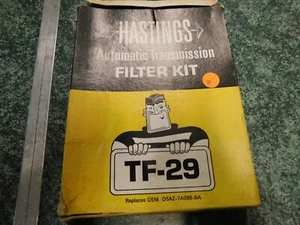 HASTINGS
Automatic Transmission
FILTER KIT
TF-29
Replaces OEM D5AZ-7A098-BA